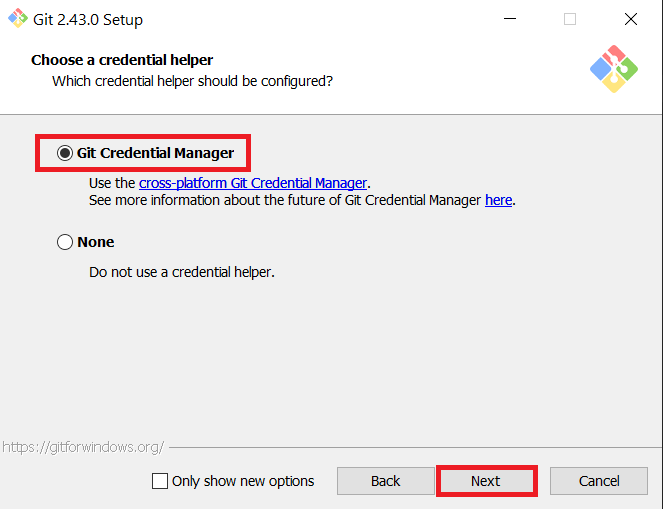 Git 2.43.0 Setup
Choose a credential helper
Which credential helper should be configured?
Git Credential Manager
Use the cross-platform Git Credential Manager.
See more information about the future of Git Credential Manager here.
None
Do not use a credential helper.
https://gitforwindows.org/
Only show new options
Back
Next
Cancel